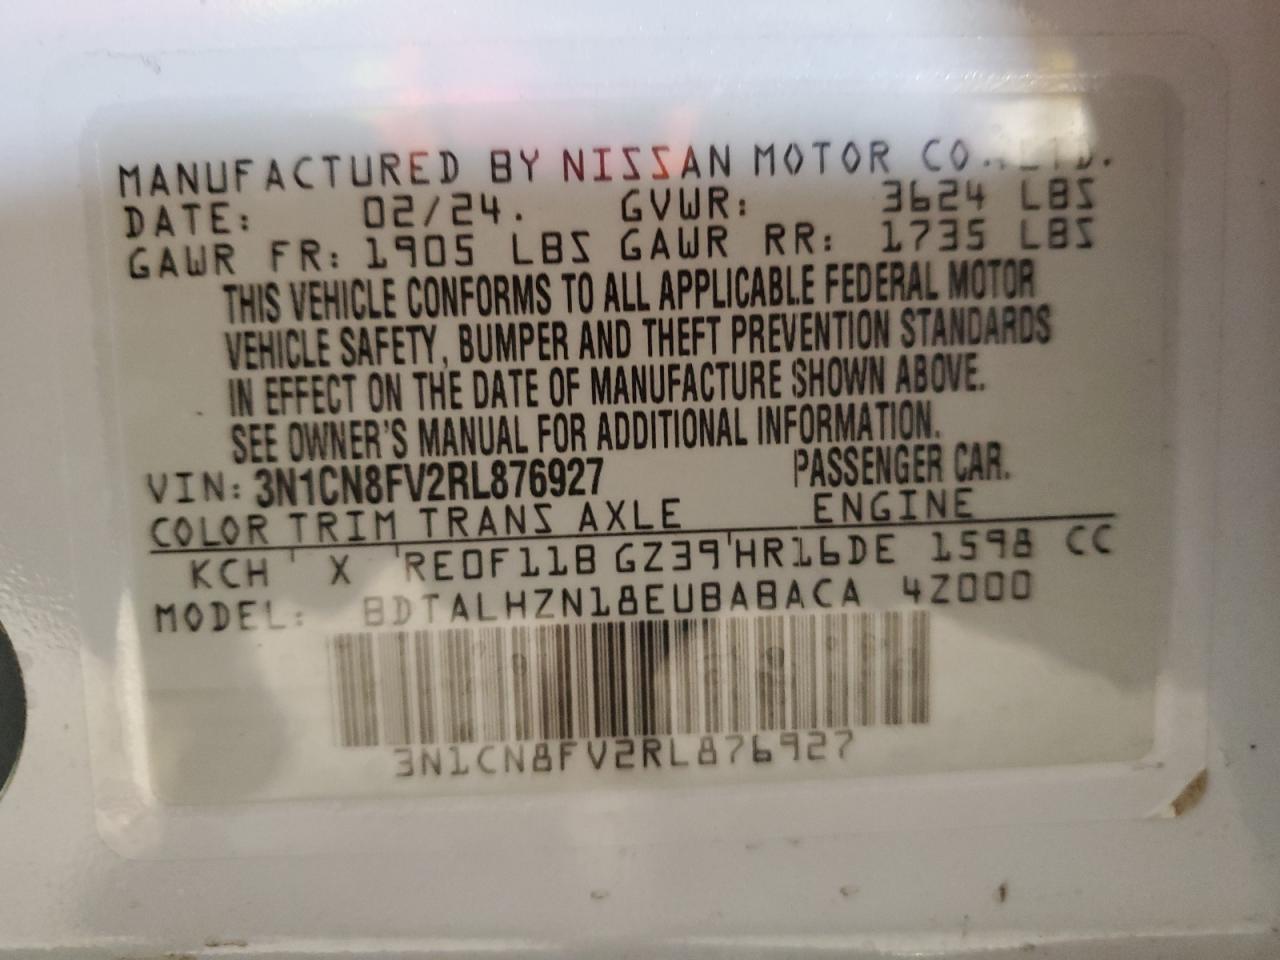 MANUFACTURED BY NISSAN MOTOR CO., LTD.
DATE: 02/24. GVWR: 3624 LBS
GAWR FR: 1905 LBS GAWR RR: 1735 LBS
THIS VEHICLE CONFORMS TO ALL APPLICABLE FEDERAL MOTOR
VEHICLE SAFETY, BUMPER AND THEFT PREVENTION STANDARDS
IN EFFECT ON THE DATE OF MANUFACTURE SHOWN ABOVE.
SEE OWNER'S MANUAL FOR ADDITIONAL INFORMATION.
VIN: 3N1CN8FV2RL876927 PASSENGER CAR.
COLOR TRIM TRANS AXLE ENGINE
KCH X RE0F11B GZ39 HR16DE 1598 CC
MODEL: BDTALHZN18EUBABACA 4Z000
3N1CN8FV2RL876927